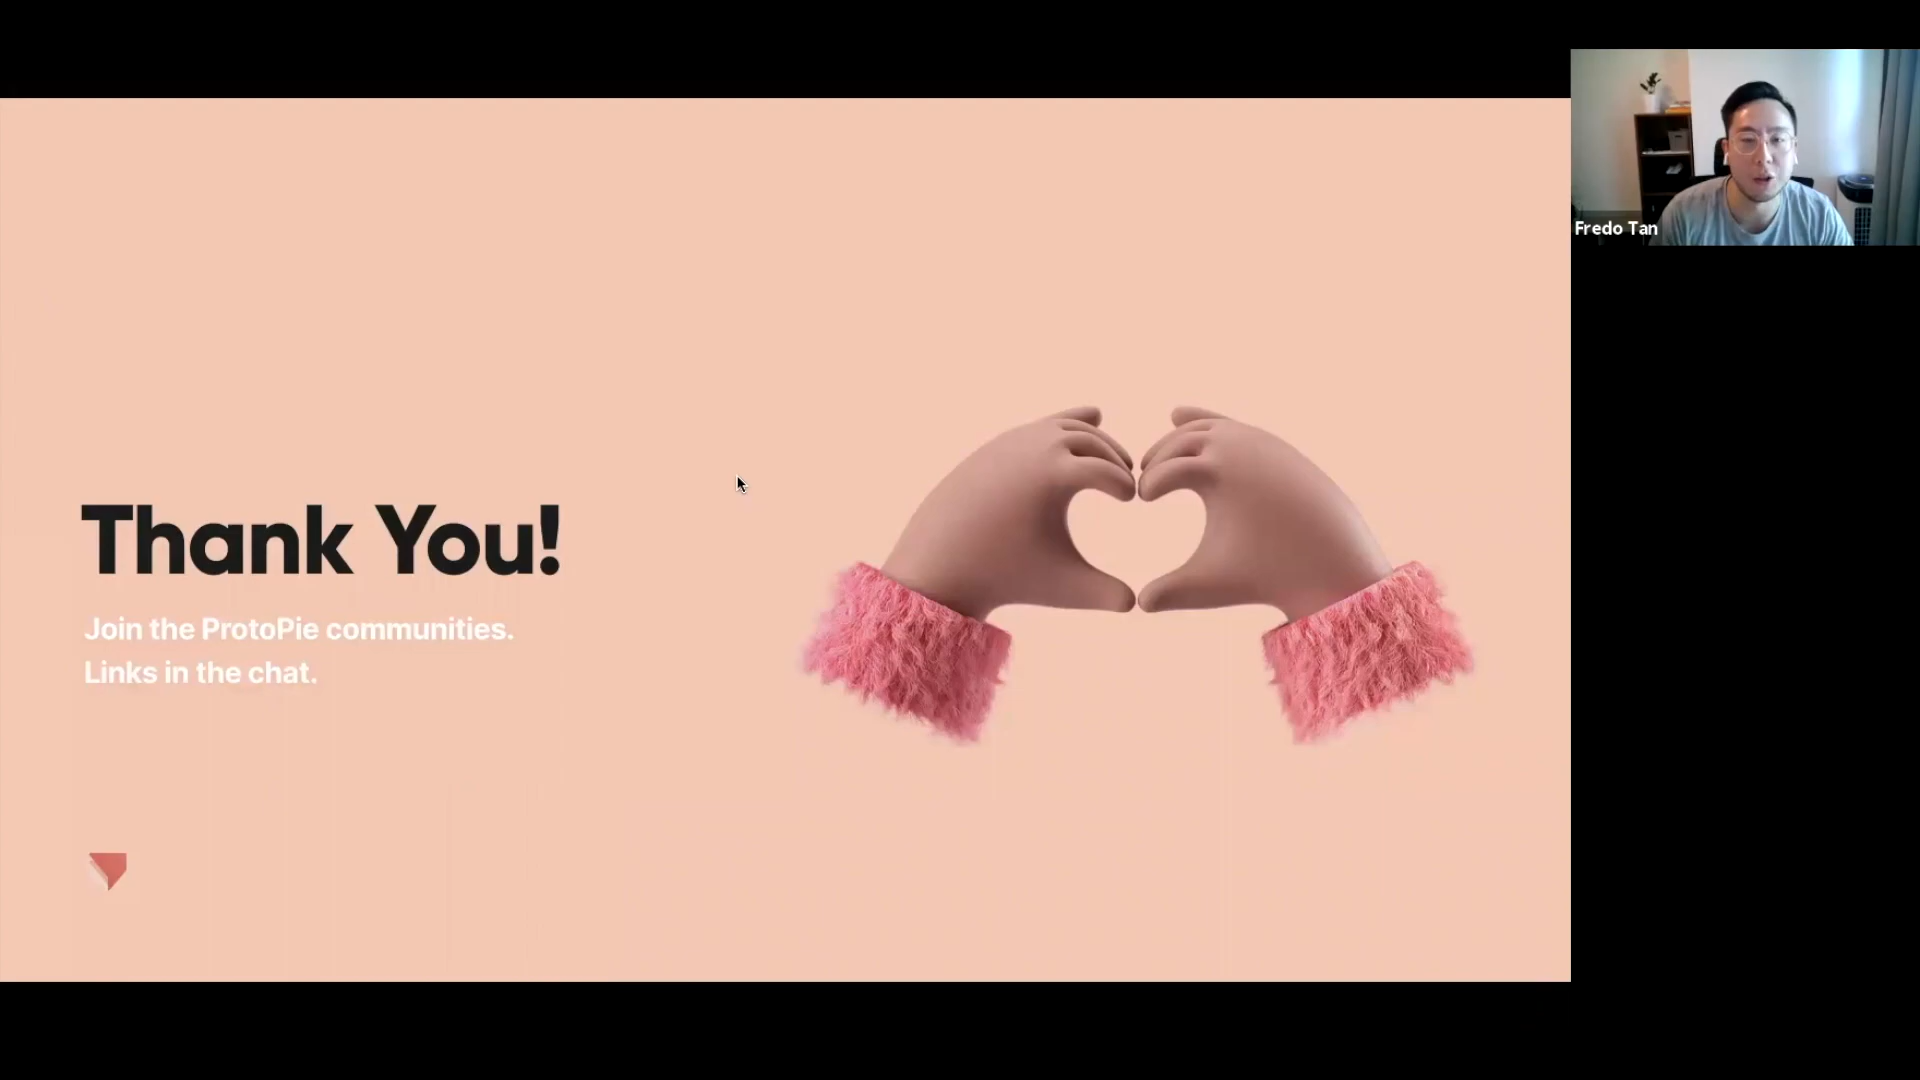 Thank You!
Join the ProtoPie communities.
Links in the chat.
Fredo Tan